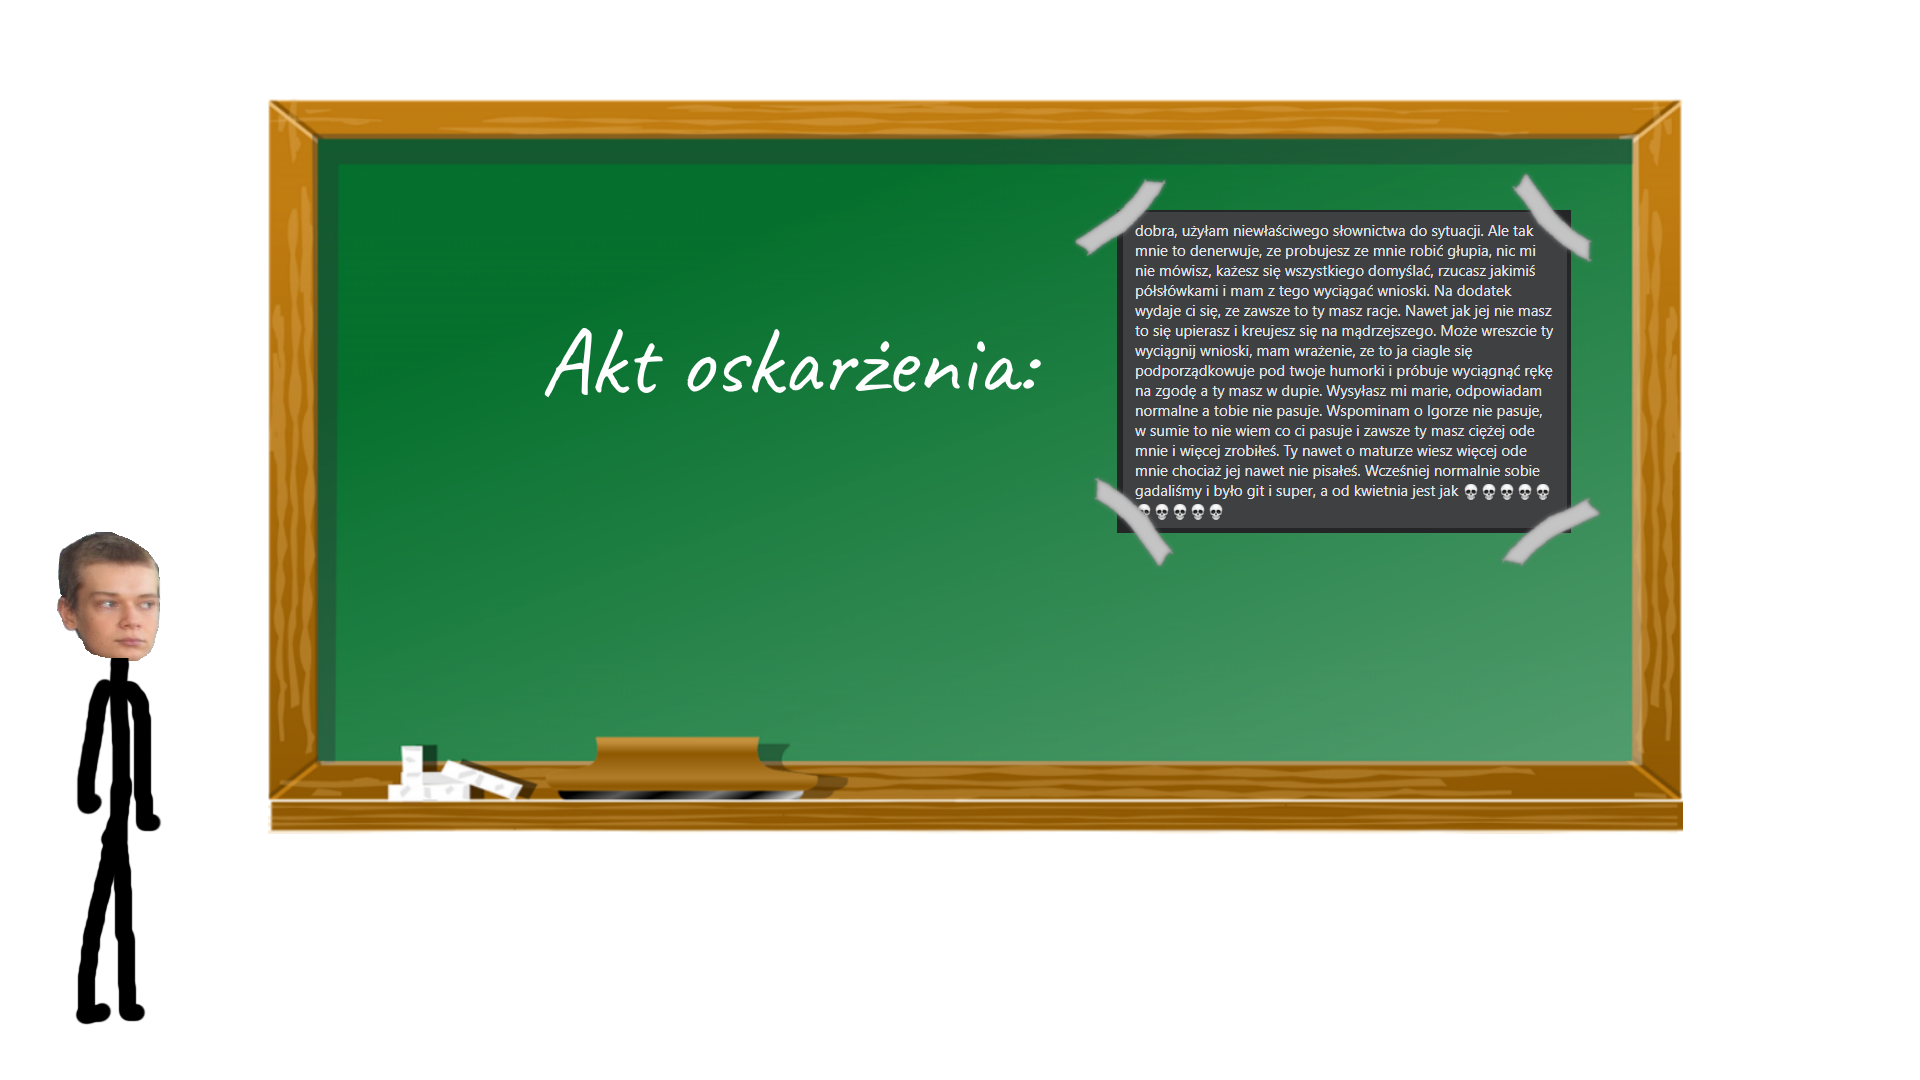 Akt oskarżenia:
dobra, użyłam niewłaściwego słownictwa do sytuacji. Ale tak
mnie to denerwuje, ze probujesz ze mnie robić głupia, nic mi
nie mówisz, każesz się wszystkiego domyślać, rzucasz jakimiś
półsłówkami i mam z tego wyciągać wnioski. Na dodatek
wydaje ci się, ze zawsze to ty masz racje. Nawet jak jej nie masz
to się upierasz i kreujesz się na mądrzejszego. Może wreszcie ty
wyciągnij wnioski, mam wrażenie, ze to ja ciagle się
podporządkowuje pod twoje humorki i próbuje wyciągnąć rękę
na zgodę a ty masz w dupie. Wysyłasz mi marie, odpowiadam
normalne a tobie nie pasuje. Wspominam o Igorze nie pasuje,
w sumie to nie wiem co ci pasuje i zawsze ty masz ciężej ode
mnie i więcej zrobiłeś. Ty nawet o maturze wiesz więcej ode
mnie chociaż jej nawet nie pisałeś. Wcześniej normalnie sobie
gadaliśmy i było git i super, a od kwietnia jest jak 💀💀💀💀💀
💀💀💀💀💀